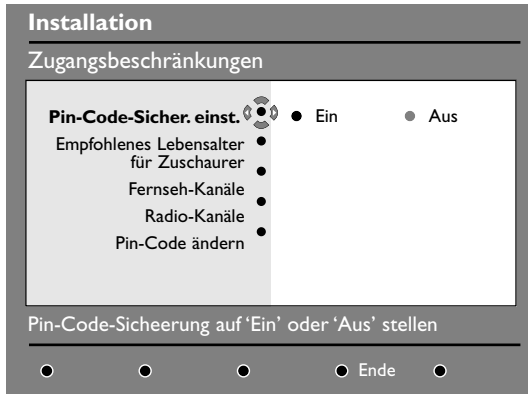 Installation
Zugangsbeschränkungen
Pin-Code-Sicher. einst.
Ein
Aus
Empfohlenes Lebensalter
für Zuschaurer
Fernseh-Kanäle
Radio-Kanäle
Pin-Code ändern
Pin-Code-Sicheerung auf ‘Ein’ oder ‘Aus’ stellen
Ende